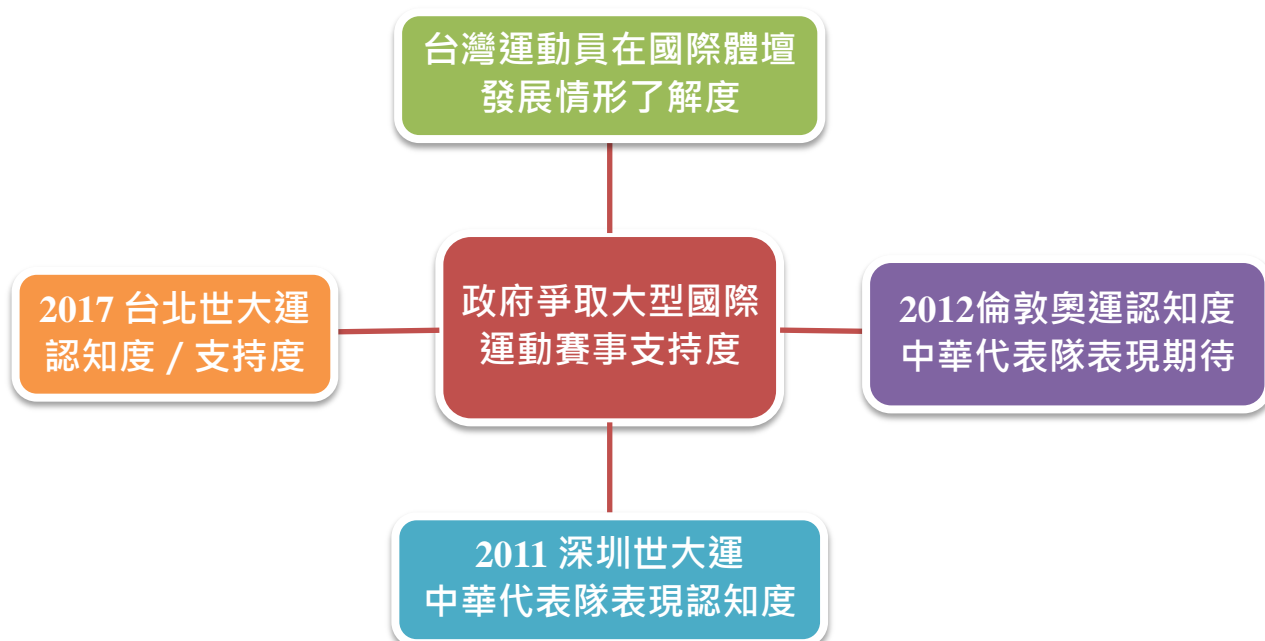 台灣運動員在國際體壇
發展情形了解度
2017 台北世大運
認知度 / 支持度
政府爭取大型國際
運動賽事支持度
2012倫敦奧運認知度
中華代表隊表現期待
2011 深圳世大運
中華代表隊表現認知度